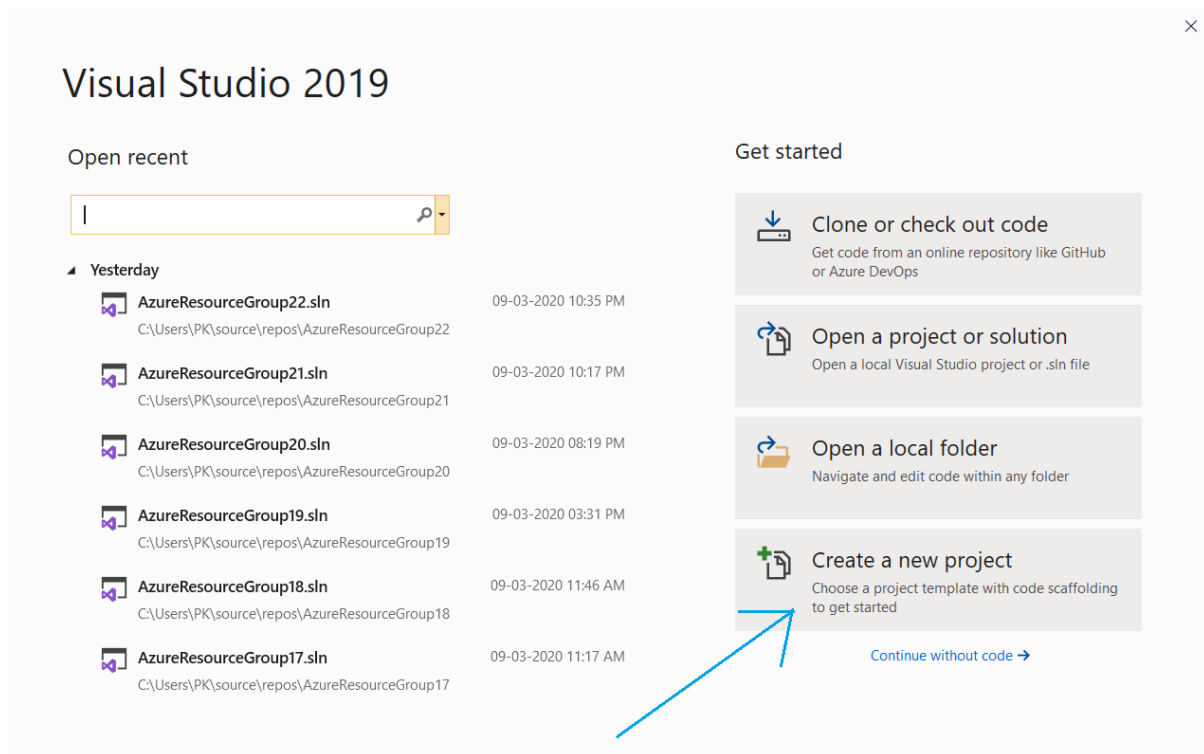 Visual Studio 2019
Open recent
Yesterday
AzureResourceGroup22.sln 09-03-2020 10:35 PM
C:\Users\PK\source\repos\AzureResourceGroup22
AzureResourceGroup21.sln 09-03-2020 10:17 PM
C:\Users\PK\source\repos\AzureResourceGroup21
AzureResourceGroup20.sln 09-03-2020 08:19 PM
C:\Users\PK\source\repos\AzureResourceGroup20
AzureResourceGroup19.sln 09-03-2020 03:31 PM
C:\Users\PK\source\repos\AzureResourceGroup19
AzureResourceGroup18.sln 09-03-2020 11:46 AM
C:\Users\PK\source\repos\AzureResourceGroup18
AzureResourceGroup17.sln 09-03-2020 11:17 AM
C:\Users\PK\source\repos\AzureResourceGroup17
Get started
Clone or check out code
Get code from an online repository like GitHub
or Azure DevOps
Open a project or solution
Open a local Visual Studio project or .sln file
Open a local folder
Navigate and edit code within any folder
Create a new project
Choose a project template with code scaffolding
to get started
Continue without code →